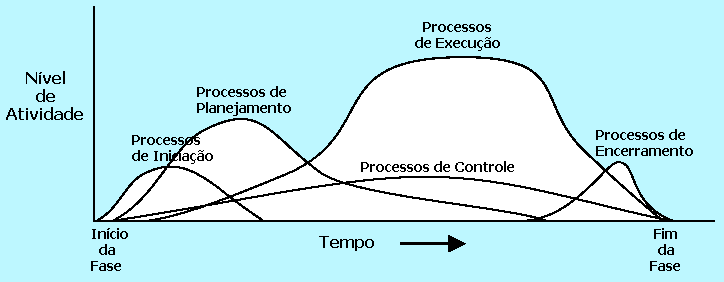 Processos
de Execução
Nível
de
Atividade
Processos de
Planejamento
Processos
de Iniciação
Processos de
Encerramento
Processos de Controle
Início
da
Fase
Tempo
Fim
da
Fase